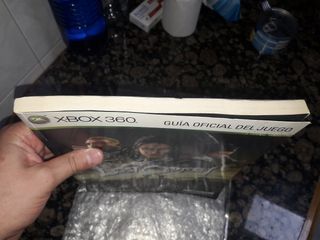 XBOX 360
GUÍA OFICIAL DEL JUEGO